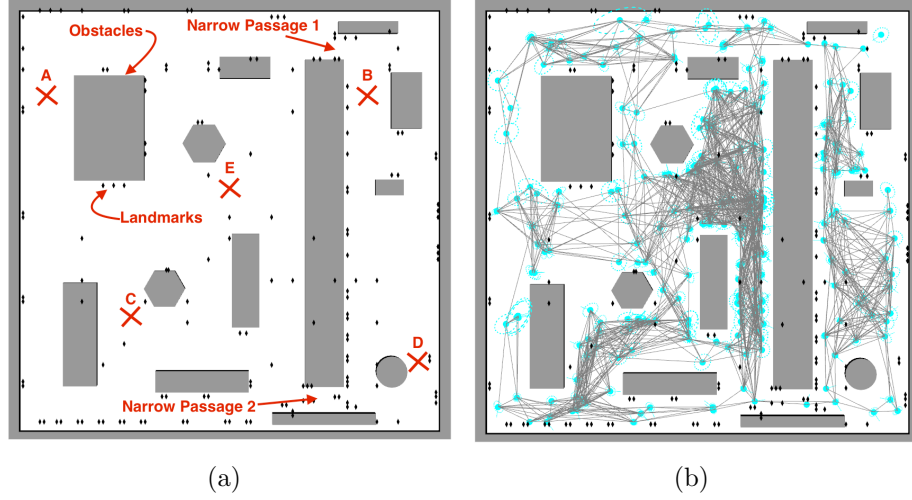 Narrow Passage 1
Obstacles
A
B
E
Landmarks
C
D
Narrow Passage 2
(a)
(b)